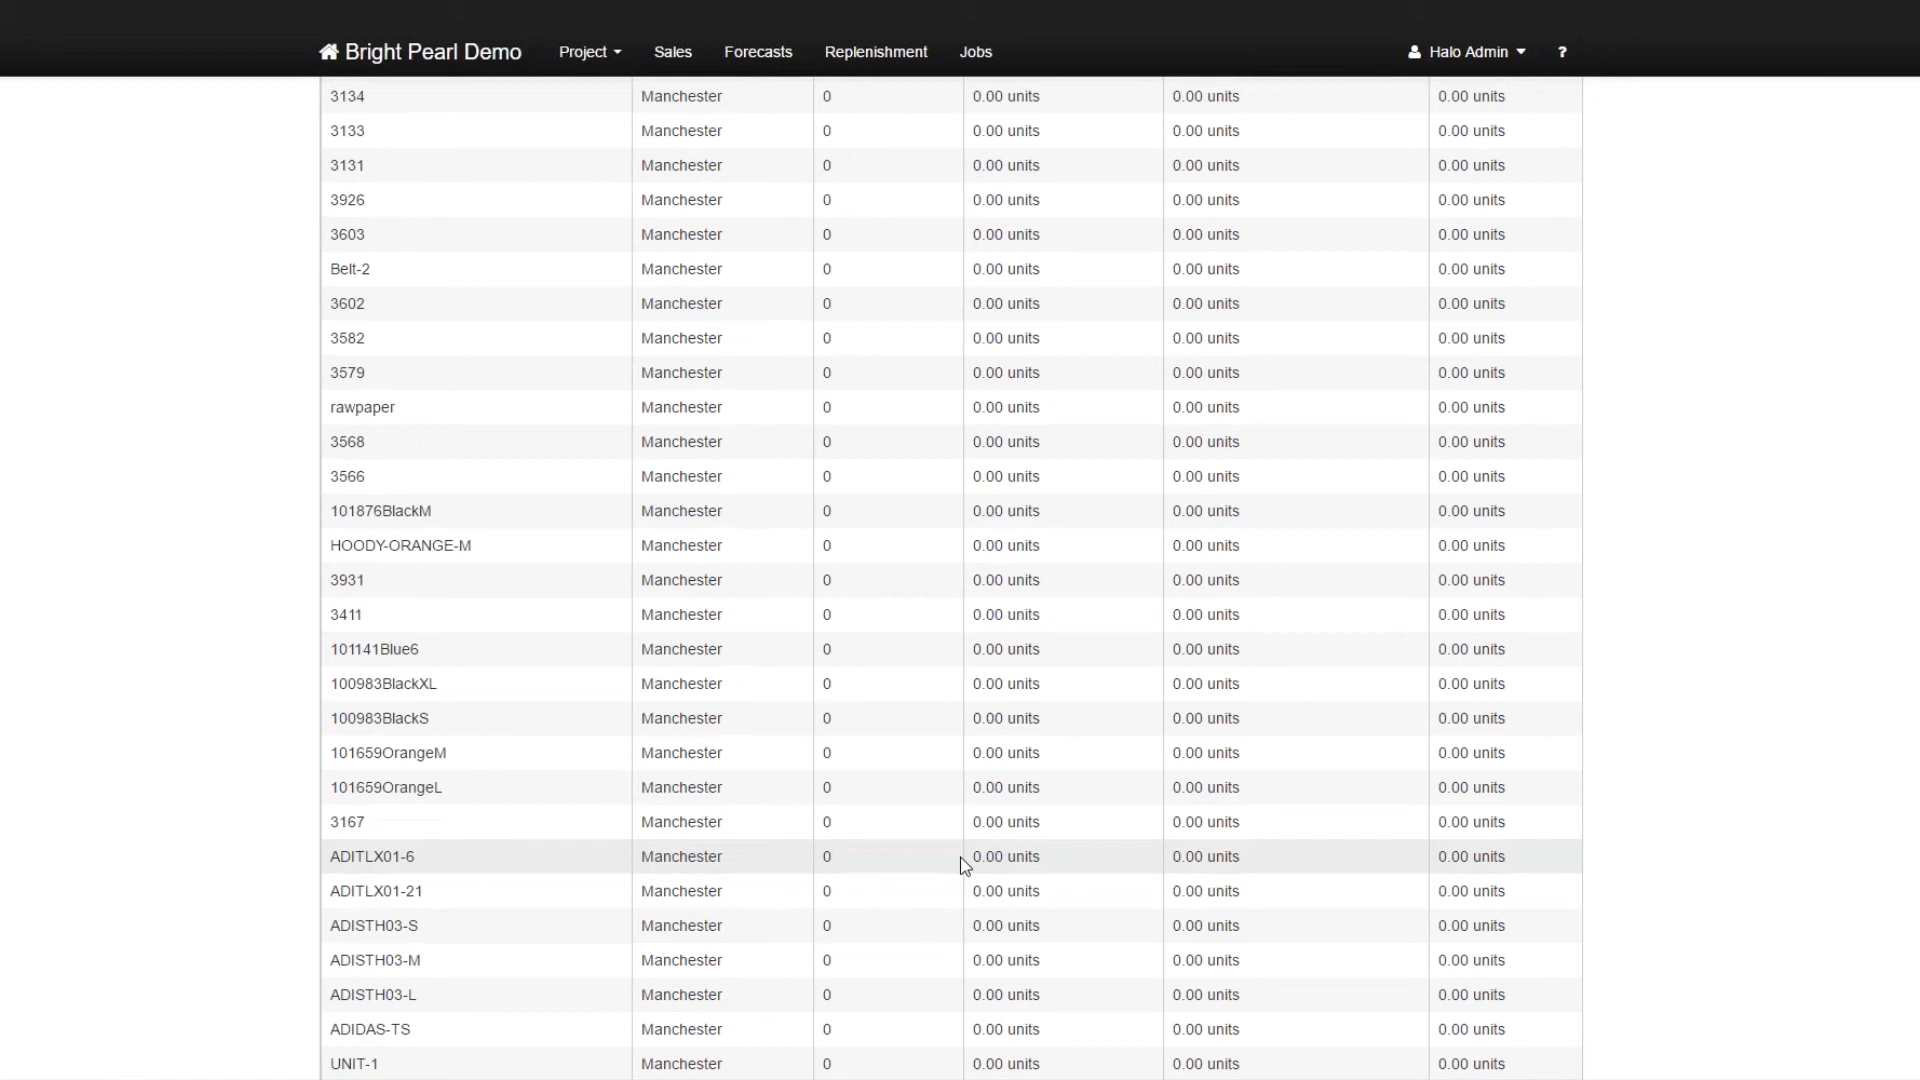 Bright Pearl Demo Project Sales Forecasts Replenishment Jobs Halo Admin ?
3134 Manchester 0 0.00 units 0.00 units 0.00 units
3133 Manchester 0 0.00 units 0.00 units 0.00 units
3131 Manchester 0 0.00 units 0.00 units 0.00 units
3926 Manchester 0 0.00 units 0.00 units 0.00 units
3603 Manchester 0 0.00 units 0.00 units 0.00 units
Belt-2 Manchester 0 0.00 units 0.00 units 0.00 units
3602 Manchester 0 0.00 units 0.00 units 0.00 units
3582 Manchester 0 0.00 units 0.00 units 0.00 units
3579 Manchester 0 0.00 units 0.00 units 0.00 units
rawpaper Manchester 0 0.00 units 0.00 units 0.00 units
3568 Manchester 0 0.00 units 0.00 units 0.00 units
3566 Manchester 0 0.00 units 0.00 units 0.00 units
101876BlackM Manchester 0 0.00 units 0.00 units 0.00 units
HOODY-ORANGE-M Manchester 0 0.00 units 0.00 units 0.00 units
3931 Manchester 0 0.00 units 0.00 units 0.00 units
3411 Manchester 0 0.00 units 0.00 units 0.00 units
101141Blue6 Manchester 0 0.00 units 0.00 units 0.00 units
100983BlackXL Manchester 0 0.00 units 0.00 units 0.00 units
100983BlackS Manchester 0 0.00 units 0.00 units 0.00 units
101659OrangeM Manchester 0 0.00 units 0.00 units 0.00 units
101659OrangeL Manchester 0 0.00 units 0.00 units 0.00 units
3167 Manchester 0 0.00 units 0.00 units 0.00 units
ADITLX01-6 Manchester 0 0.00 units 0.00 units 0.00 units
ADITLX01-21 Manchester 0 0.00 units 0.00 units 0.00 units
ADISTH03-S Manchester 0 0.00 units 0.00 units 0.00 units
ADISTH03-M Manchester 0 0.00 units 0.00 units 0.00 units
ADISTH03-L Manchester 0 0.00 units 0.00 units 0.00 units
ADIDAS-TS Manchester 0 0.00 units 0.00 units 0.00 units
UNIT-1 Manchester 0 0.00 units 0.00 units 0.00 units